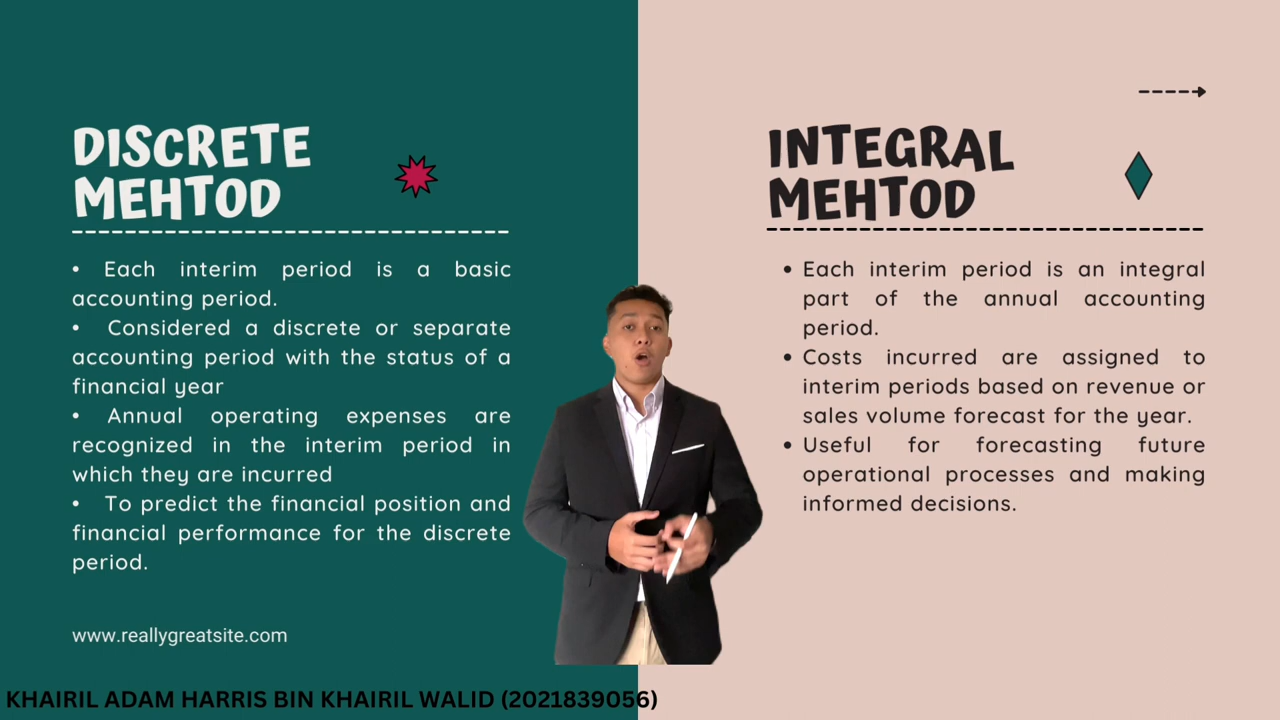 DISCRETE
MEHTOD
• Each interim period is a basic
accounting period.
• Considered a discrete or separate
accounting period with the status of a
financial year
• Annual operating expenses are
recognized in the interim period in
which they are incurred
• To predict the financial position and
financial performance for the discrete
period.
www.reallygreatsite.com
INTEGRAL
MEHTOD
• Each interim period is an integral
part of the annual accounting
period.
• Costs incurred are assigned to
interim periods based on revenue or
sales volume forecast for the year.
• Useful for forecasting future
operational processes and making
informed decisions.
KHAIRIL ADAM HARRIS BIN KHAIRIL WALID (2021839056)